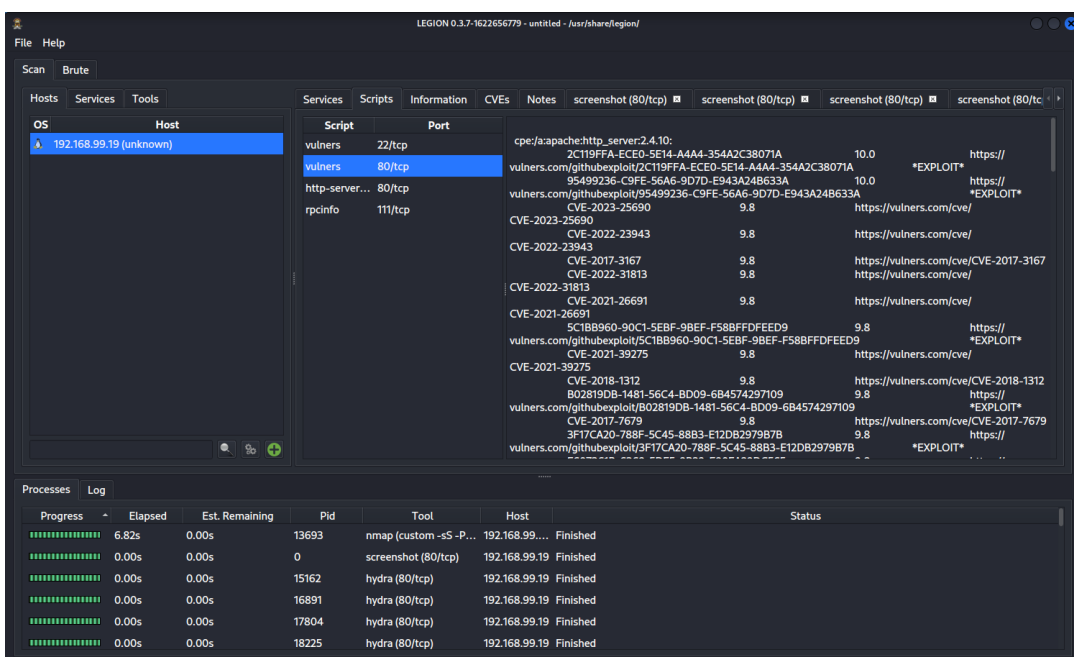 LEGION 0.3.7-1622656779 - untitled - /usr/share/legion/
File Help
Scan Brute
Hosts Services Tools
OS Host
192.168.99.19 (unknown)
Services Scripts Information CVEs Notes screenshot (80/tcp) screenshot (80/tcp) screenshot (80/tcp) screenshot (80/tc
Script Port
vulners 22/tcp
vulners 80/tcp
http-server... 80/tcp
rpcinfo 111/tcp
cpe:/a:apache:http_server:2.4.10:
2C119FFA-ECE0-5E14-A4A4-354A2C38071A 10.0 https://
vulners.com/githubexploit/2C119FFA-ECE0-5E14-A4A4-354A2C38071A *EXPLOIT*
95499236-C9FE-56A6-9D7D-E943A24B633A 10.0 https://
vulners.com/githubexploit/95499236-C9FE-56A6-9D7D-E943A24B633A *EXPLOIT*
CVE-2023-25690 9.8 https://vulners.com/cve/
CVE-2023-25690
CVE-2022-23943 9.8 https://vulners.com/cve/
CVE-2022-23943
CVE-2017-3167 9.8 https://vulners.com/cve/CVE-2017-3167
CVE-2022-31813 9.8 https://vulners.com/cve/
CVE-2022-31813
CVE-2021-26691 9.8 https://vulners.com/cve/
CVE-2021-26691
5C1BB960-90C1-5EBF-9BEF-F58BFFDFEED9 9.8 https://
vulners.com/githubexploit/5C1BB960-90C1-5EBF-9BEF-F58BFFDFEED9 *EXPLOIT*
CVE-2021-39275 9.8 https://vulners.com/cve/
CVE-2021-39275
CVE-2018-1312 9.8 https://vulners.com/cve/CVE-2018-1312
B02819DB-1481-56C4-BD09-6B4574297109 9.8 https://
vulners.com/githubexploit/B02819DB-1481-56C4-BD09-6B4574297109 *EXPLOIT*
CVE-2017-7679 9.8 https://vulners.com/cve/CVE-2017-7679
3F17CA20-788F-5C45-88B3-E12DB2979B7B 9.8 https://
vulners.com/githubexploit/3F17CA20-788F-5C45-88B3-E12DB2979B7B *EXPLOIT*
Processes Log
Progress Elapsed Est. Remaining Pid Tool Host Status
6.82s 0.00s 13693 nmap (custom -sS -P... 192.168.99.... Finished
0.00s 0.00s 0 screenshot (80/tcp) 192.168.99.19 Finished
0.00s 0.00s 15162 hydra (80/tcp) 192.168.99.19 Finished
0.00s 0.00s 16891 hydra (80/tcp) 192.168.99.19 Finished
0.00s 0.00s 17804 hydra (80/tcp) 192.168.99.19 Finished
0.00s 0.00s 18225 hydra (80/tcp) 192.168.99.19 Finished